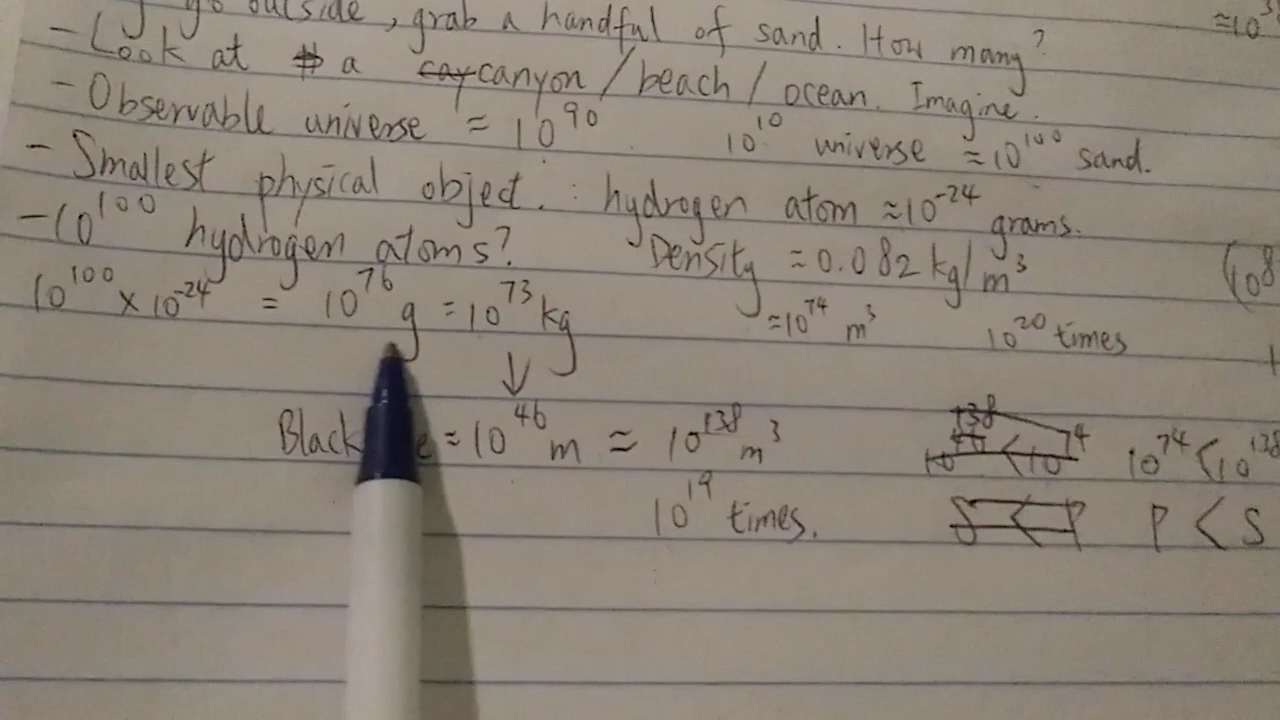 go outside, grab a handful of sand. How many?
≈10
- Look at a canyon / beach / ocean. Imagine.
- Observable universe = 10^90 10^10 universe ≈ 10^100 sand.
- Smallest physical object. : hydrogen atom ≈ 10^-24 grams.
- 10^100 hydrogen atoms? Density ≈ 0.082 kg/m^3 (10^8
10^100 × 10^-24 = 10^76 g = 10^73 kg ≈ 10^74 m^3 10^20 times
↓
Black e ≈ 10^46 m ≈ 10^138 m^3 10^74 < 10^138
10^19 times. P < S